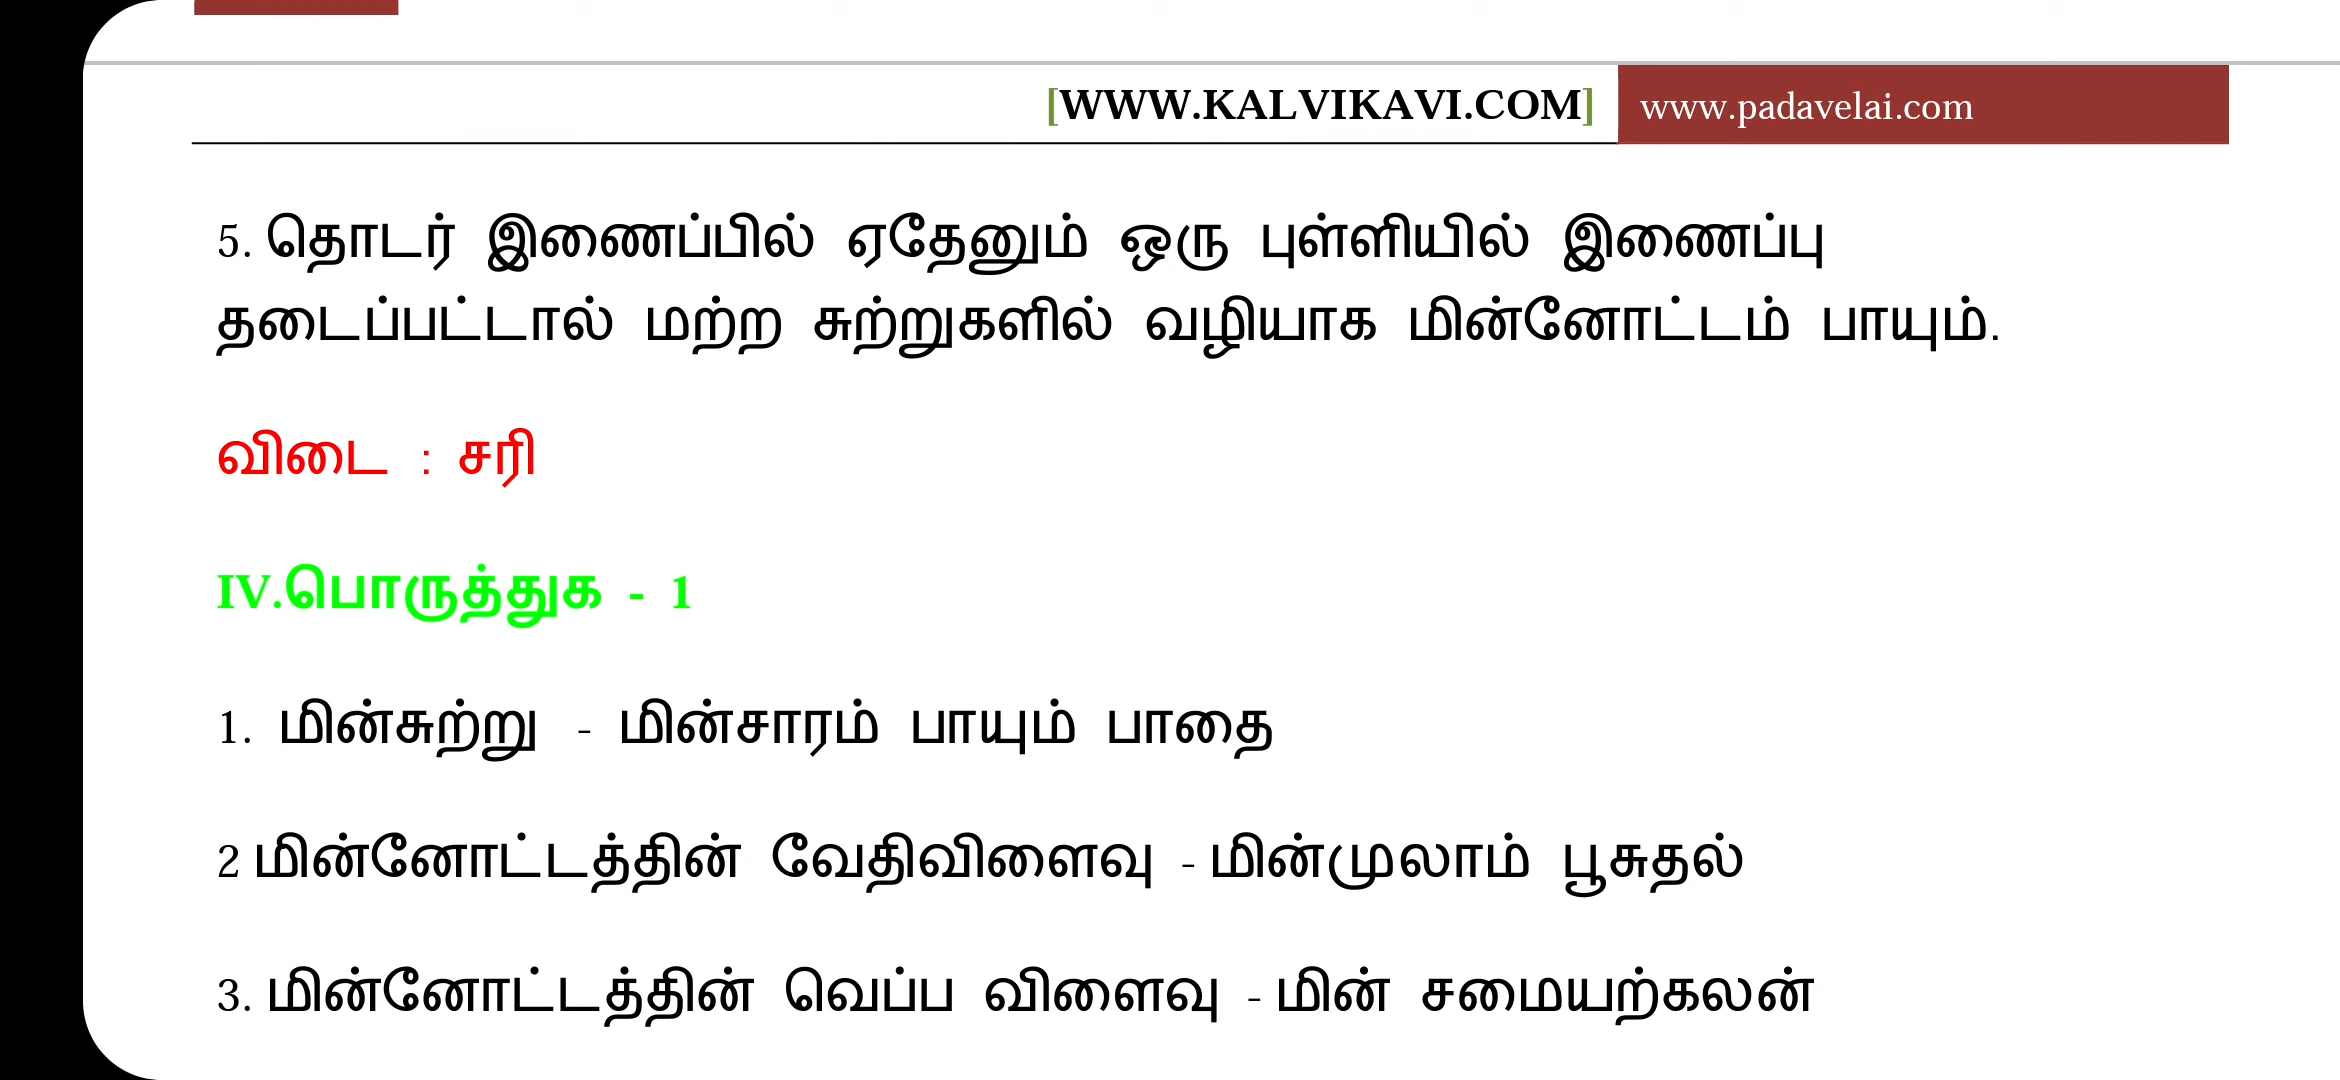 [WWW.KALVIKAVI.COM] www.padavelai.com
5. தொடர் இணைப்பில் ஏதேனும் ஒரு புள்ளியில் இணைப்பு
தடைப்பட்டால் மற்ற சுற்றுகளில் வழியாக மின்னோட்டம் பாயும்.
விடை : சரி
IV.பொருத்துக - 1
1. மின்சுற்று - மின்சாரம் பாயும் பாதை
2 மின்னோட்டத்தின் வேதிவிளைவு - மின்முலாம் பூசுதல்
3. மின்னோட்டத்தின் வெப்ப விளைவு - மின் சமையற்கலன்